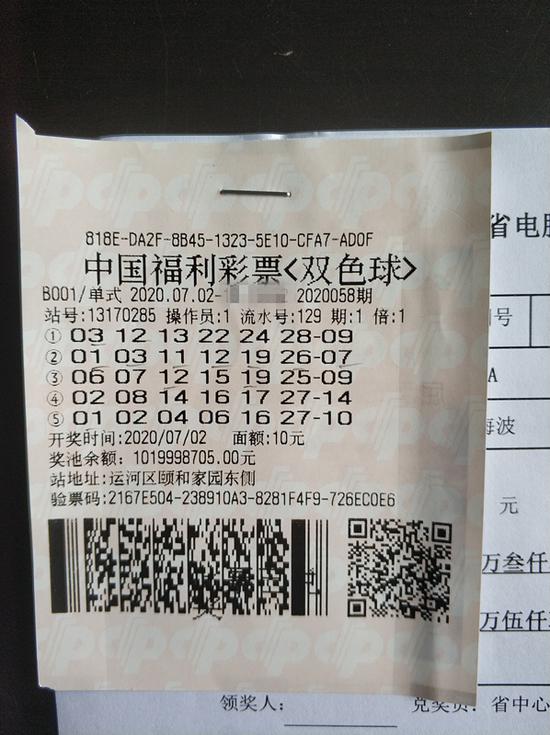 818E-DA2F-8B45-1323-5E10-CFA7-AD0F
中国福利彩票<双色球>
B001/单式 2020.07.02- 2020058期
站号:13170285 操作员:1 流水号:129 期:1 倍:1
① 03 12 13 22 24 28-09
② 01 03 11 12 19 26-07
③ 06 07 12 15 19 25-09
④ 02 08 14 16 17 27-14
⑤ 01 02 04 06 16 27-10
开奖时间:2020/07/02 面额:10元
奖池余额: 1019998705.00元
站地址:运河区颐和家园东侧
验票码:2167E504-238910A3-8281F4F9-726EC0E6
省电脑
号
A
海波
元
万叁仟
万伍仟
领奖人: 兑奖员: 省中心